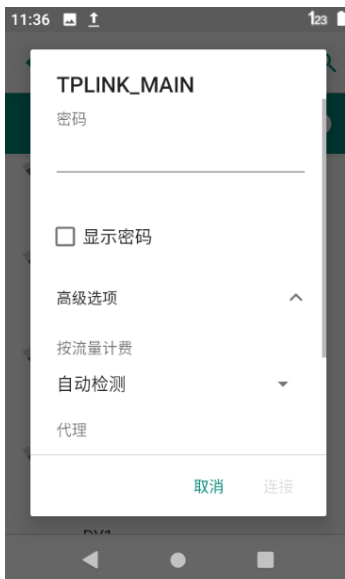 11:36
123
TPLINK_MAIN
密码
显示密码
高级选项
按流量计费
自动检测
代理
取消
连接